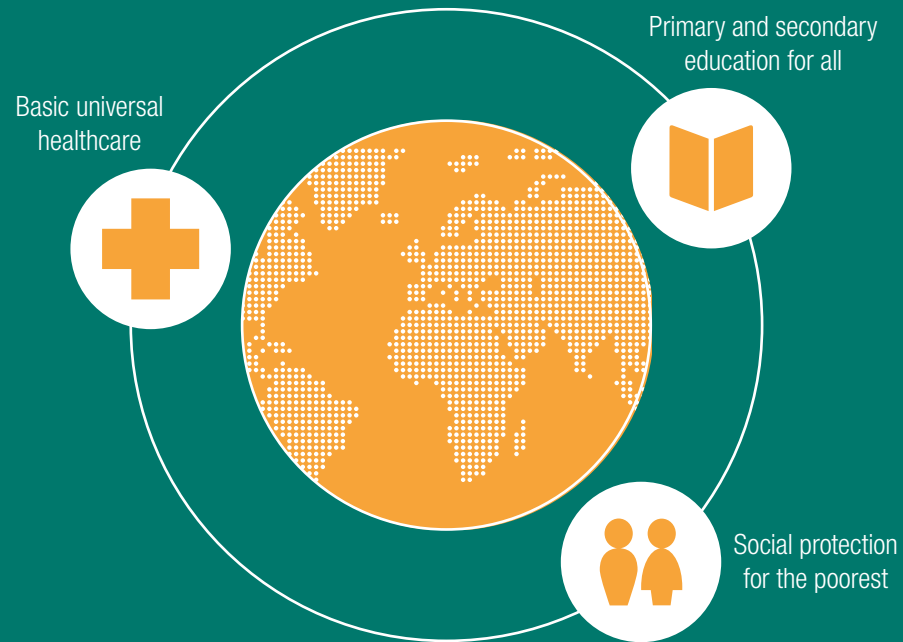 Primary and secondary
education for all
Basic universal
healthcare
Social protection
for the poorest